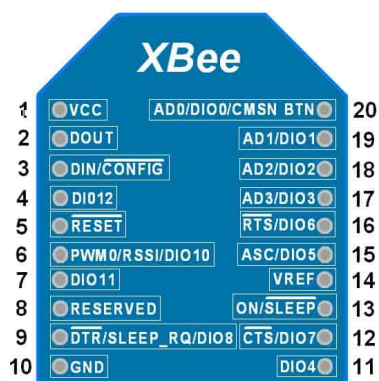 XBee
1 VCC AD0/DIO0/CMSN BTN 20
2 DOUT AD1/DIO1 19
3 DIN/CONFIG AD2/DIO2 18
4 DI012 AD3/DIO3 17
5 RESET RTS/DIO6 16
6 PWM0/RSSI/DIO10 ASC/DIO5 15
7 DIO11 VREF 14
8 RESERVED ON/SLEEP 13
9 DTR/SLEEP_RQ/DIO8 CTS/DIO7 12
10 GND DIO4 11